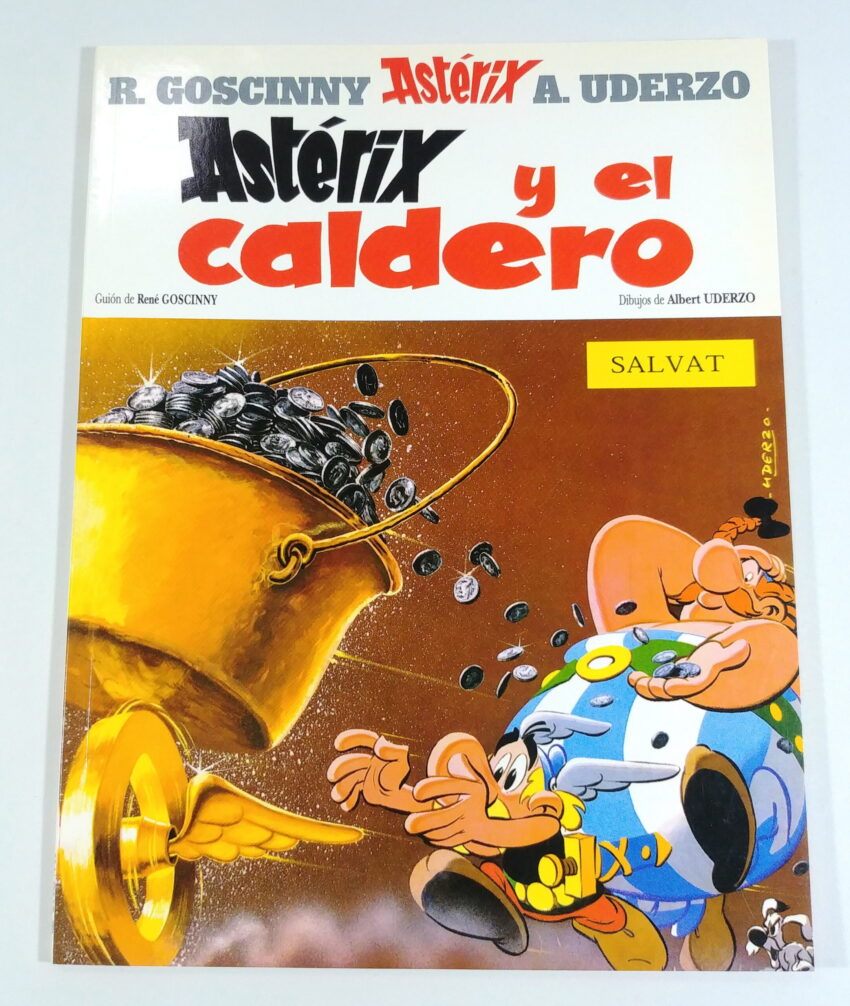 R. GOSCINNY Astérix A. UDERZO
Astérix
y el
caldero
Guión de René GOSCINNY
Dibujos de Albert UDERZO
SALVAT
UDERZO